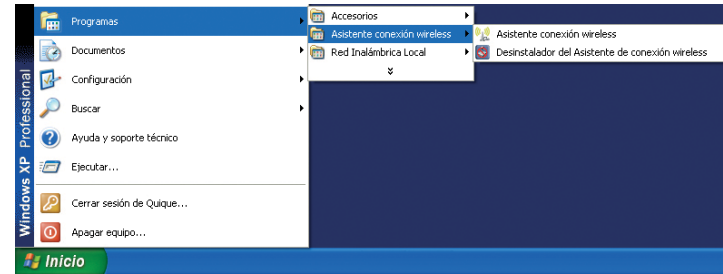 Windows XP Professional
Programas
Documentos
Configuración
Buscar
Ayuda y soporte técnico
Ejecutar...
Cerrar sesión de Quique...
Apagar equipo...
Accesorios
Asistente conexión wireless
Red Inalámbrica Local
Asistente conexión wireless
Desinstalador del Asistente de conexión wireless
Inicio